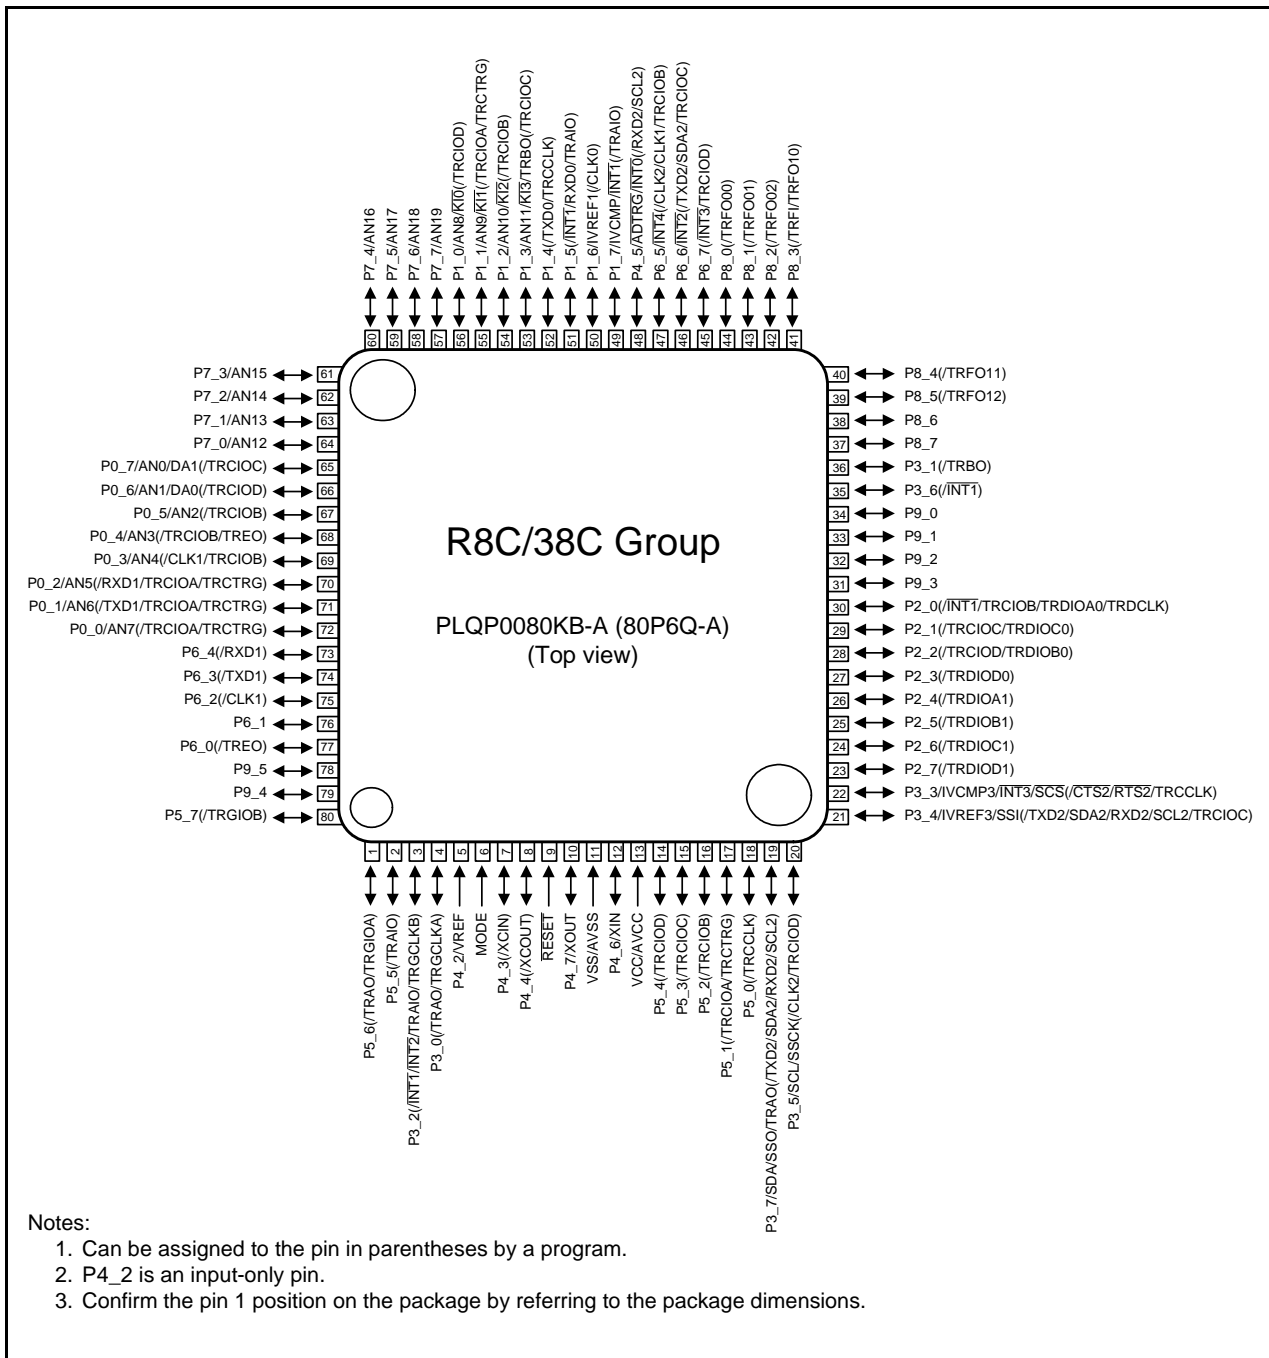 P7_4/AN16
P7_5/AN17
P7_6/AN18
P7_7/AN19
P1_0/AN8/KI0(/TRCIOD)
P1_1/AN9/KI1(/TRCIOA/TRCTRG)
P1_2/AN10/KI2(/TRCIOB)
P1_3/AN11/KI3/TRBO(/TRCIOC)
P1_4(/TXD0/TRCCLK)
P1_5(/INT1/RXD0/TRAIO)
P1_6/IVREF1(/CLK0)
P1_7/IVCMP/INT1(/TRAIO)
P4_5/ADTRG/INT0(/RXD2/SCL2)
P6_5/INT4(/CLK2/CLK1/TRCIOB)
P6_6/INT2(/TXD2/SDA2/TRCIOC)
P6_7(/INT3/TRCIOD)
P8_0(/TRFO00)
P8_1(/TRFO01)
P8_2(/TRFO02)
P8_3(/TRFI/TRFO10)
60 59 58 57 56 55 54 53 52 51 50 49 48 47 46 45 44 43 42 41
P7_3/AN15 61
P7_2/AN14 62
P7_1/AN13 63
P7_0/AN12 64
P0_7/AN0/DA1(/TRCIOC) 65
P0_6/AN1/DA0(/TRCIOD) 66
P0_5/AN2(/TRCIOB) 67
P0_4/AN3(/TRCIOB/TREO) 68
P0_3/AN4(/CLK1/TRCIOB) 69
P0_2/AN5(/RXD1/TRCIOA/TRCTRG) 70
P0_1/AN6(/TXD1/TRCIOA/TRCTRG) 71
P0_0/AN7(/TRCIOA/TRCTRG) 72
P6_4(/RXD1) 73
P6_3(/TXD1) 74
P6_2(/CLK1) 75
P6_1 76
P6_0(/TREO) 77
P9_5 78
P9_4 79
P5_7(/TRGIOB) 80
R8C/38C Group
PLQP0080KB-A (80P6Q-A)
(Top view)
40 P8_4(/TRFO11)
39 P8_5(/TRFO12)
38 P8_6
37 P8_7
36 P3_1(/TRBO)
35 P3_6(/INT1)
34 P9_0
33 P9_1
32 P9_2
31 P9_3
30 P2_0(/INT1/TRCIOB/TRDIOA0/TRDCLK)
29 P2_1(/TRCIOC/TRDIOC0)
28 P2_2(/TRCIOD/TRDIOB0)
27 P2_3(/TRDIOD0)
26 P2_4(/TRDIOA1)
25 P2_5(/TRDIOB1)
24 P2_6(/TRDIOC1)
23 P2_7(/TRDIOD1)
22 P3_3/IVCMP3/INT3/SCS(/CTS2/RTS2/TRCCLK)
21 P3_4/IVREF3/SSI(/TXD2/SDA2/RXD2/SCL2/TRCIOC)
1 2 3 4 5 6 7 8 9 10 11 12 13 14 15 16 17 18 19 20
P5_6(/TRAO/TRGIOA)
P5_5(/TRAIO)
P3_2(/INT1/INT2/TRAIO/TRGCLKB)
P3_0(/TRAO/TRGCLKA)
P4_2/VREF
MODE
P4_3(/XCIN)
P4_4(/XCOUT)
RESET
P4_7/XOUT
VSS/AVSS
P4_6/XIN
VCC/AVCC
P5_4(/TRCIOD)
P5_3(/TRCIOC)
P5_2(/TRCIOB)
P5_1(/TRCIOA/TRCTRG)
P5_0(/TRCCLK)
P3_7/SDA/SSO/TRAO(/TXD2/SDA2/RXD2/SCL2)
P3_5/SCL/SSCK(/CLK2/TRCIOD)
Notes:
1. Can be assigned to the pin in parentheses by a program.
2. P4_2 is an input-only pin.
3. Confirm the pin 1 position on the package by referring to the package dimensions.